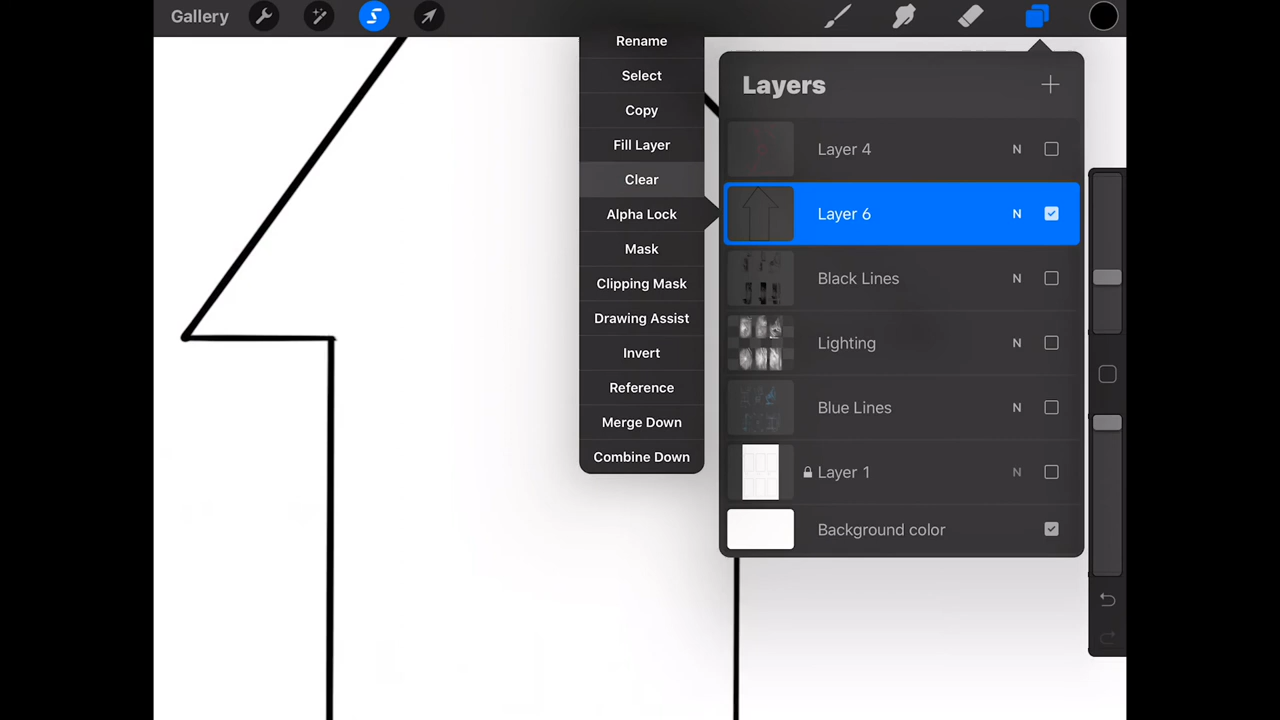 Gallery
Rename
Select
Copy
Fill Layer
Clear
Alpha Lock
Mask
Clipping Mask
Drawing Assist
Invert
Reference
Merge Down
Combine Down
Layers
Layer 4 N
Layer 6 N
Black Lines N
Lighting N
Blue Lines N
Layer 1 N
Background color